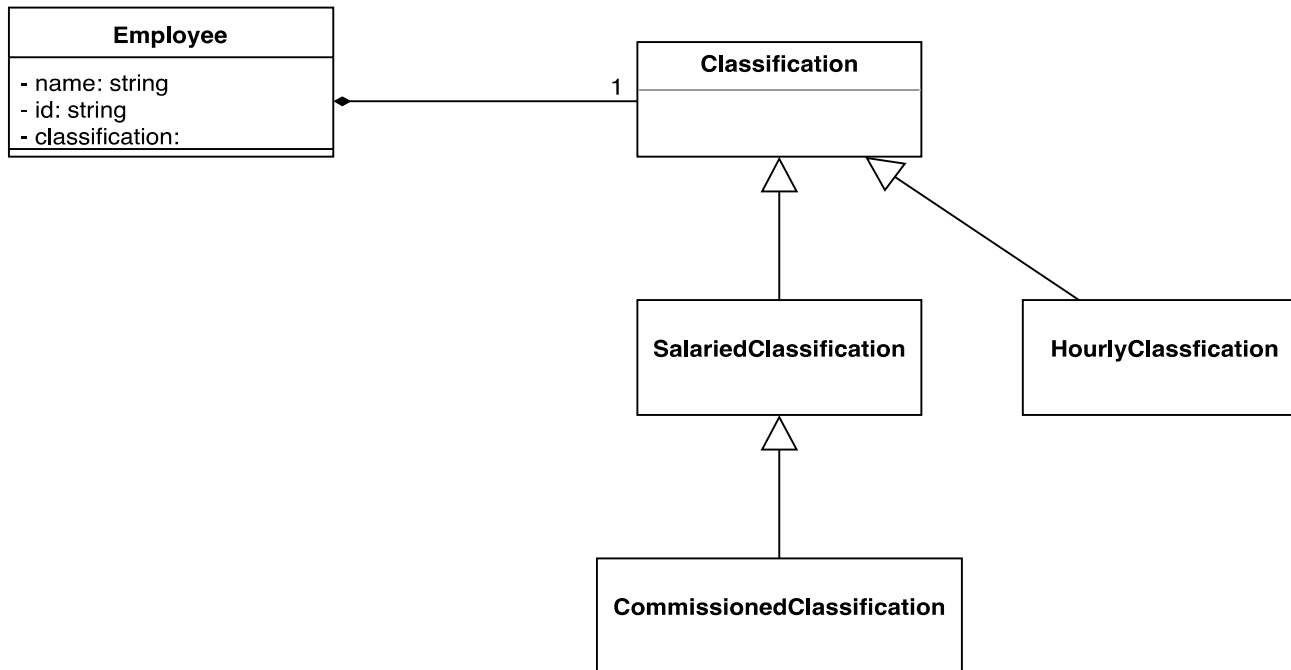 Employee
- name: string
- id: string
- classification:
1
Classification
SalariedClassification
HourlyClassfication
CommissionedClassification